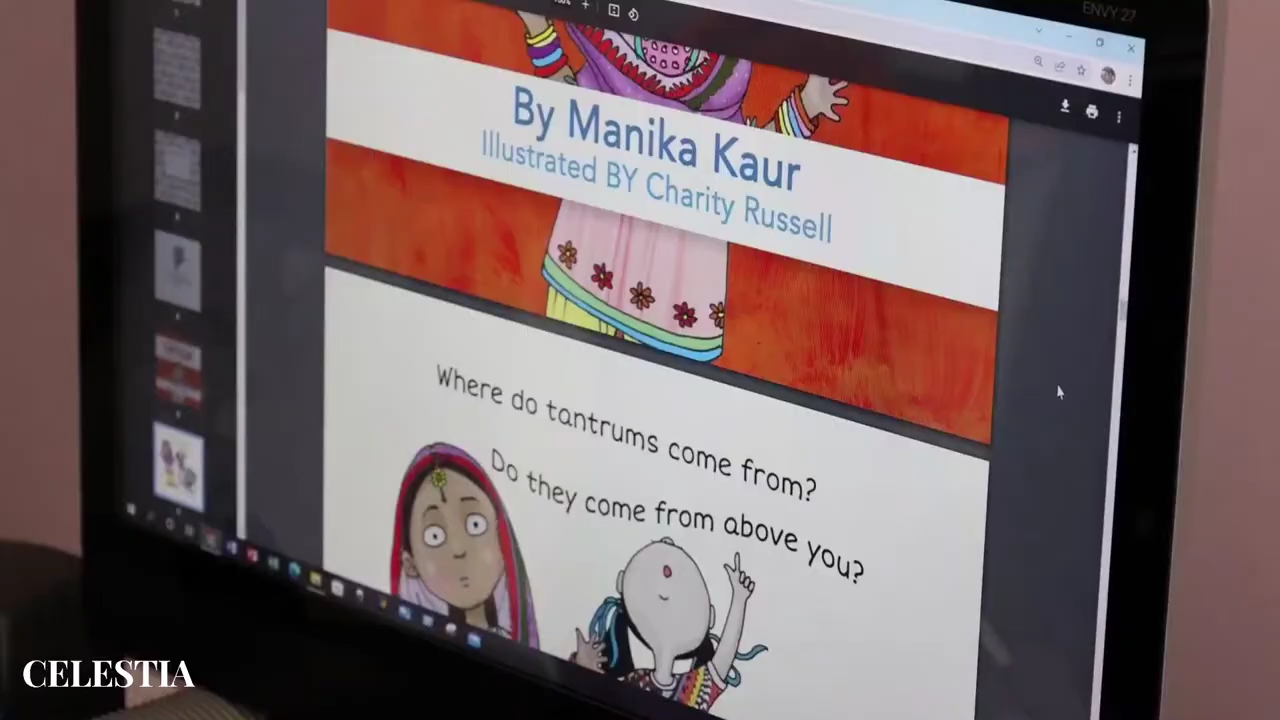 ENVY 27
By Manika Kaur
Illustrated BY Charity Russell
Where do tantrums come from?
Do they come from above you?
CELESTIA